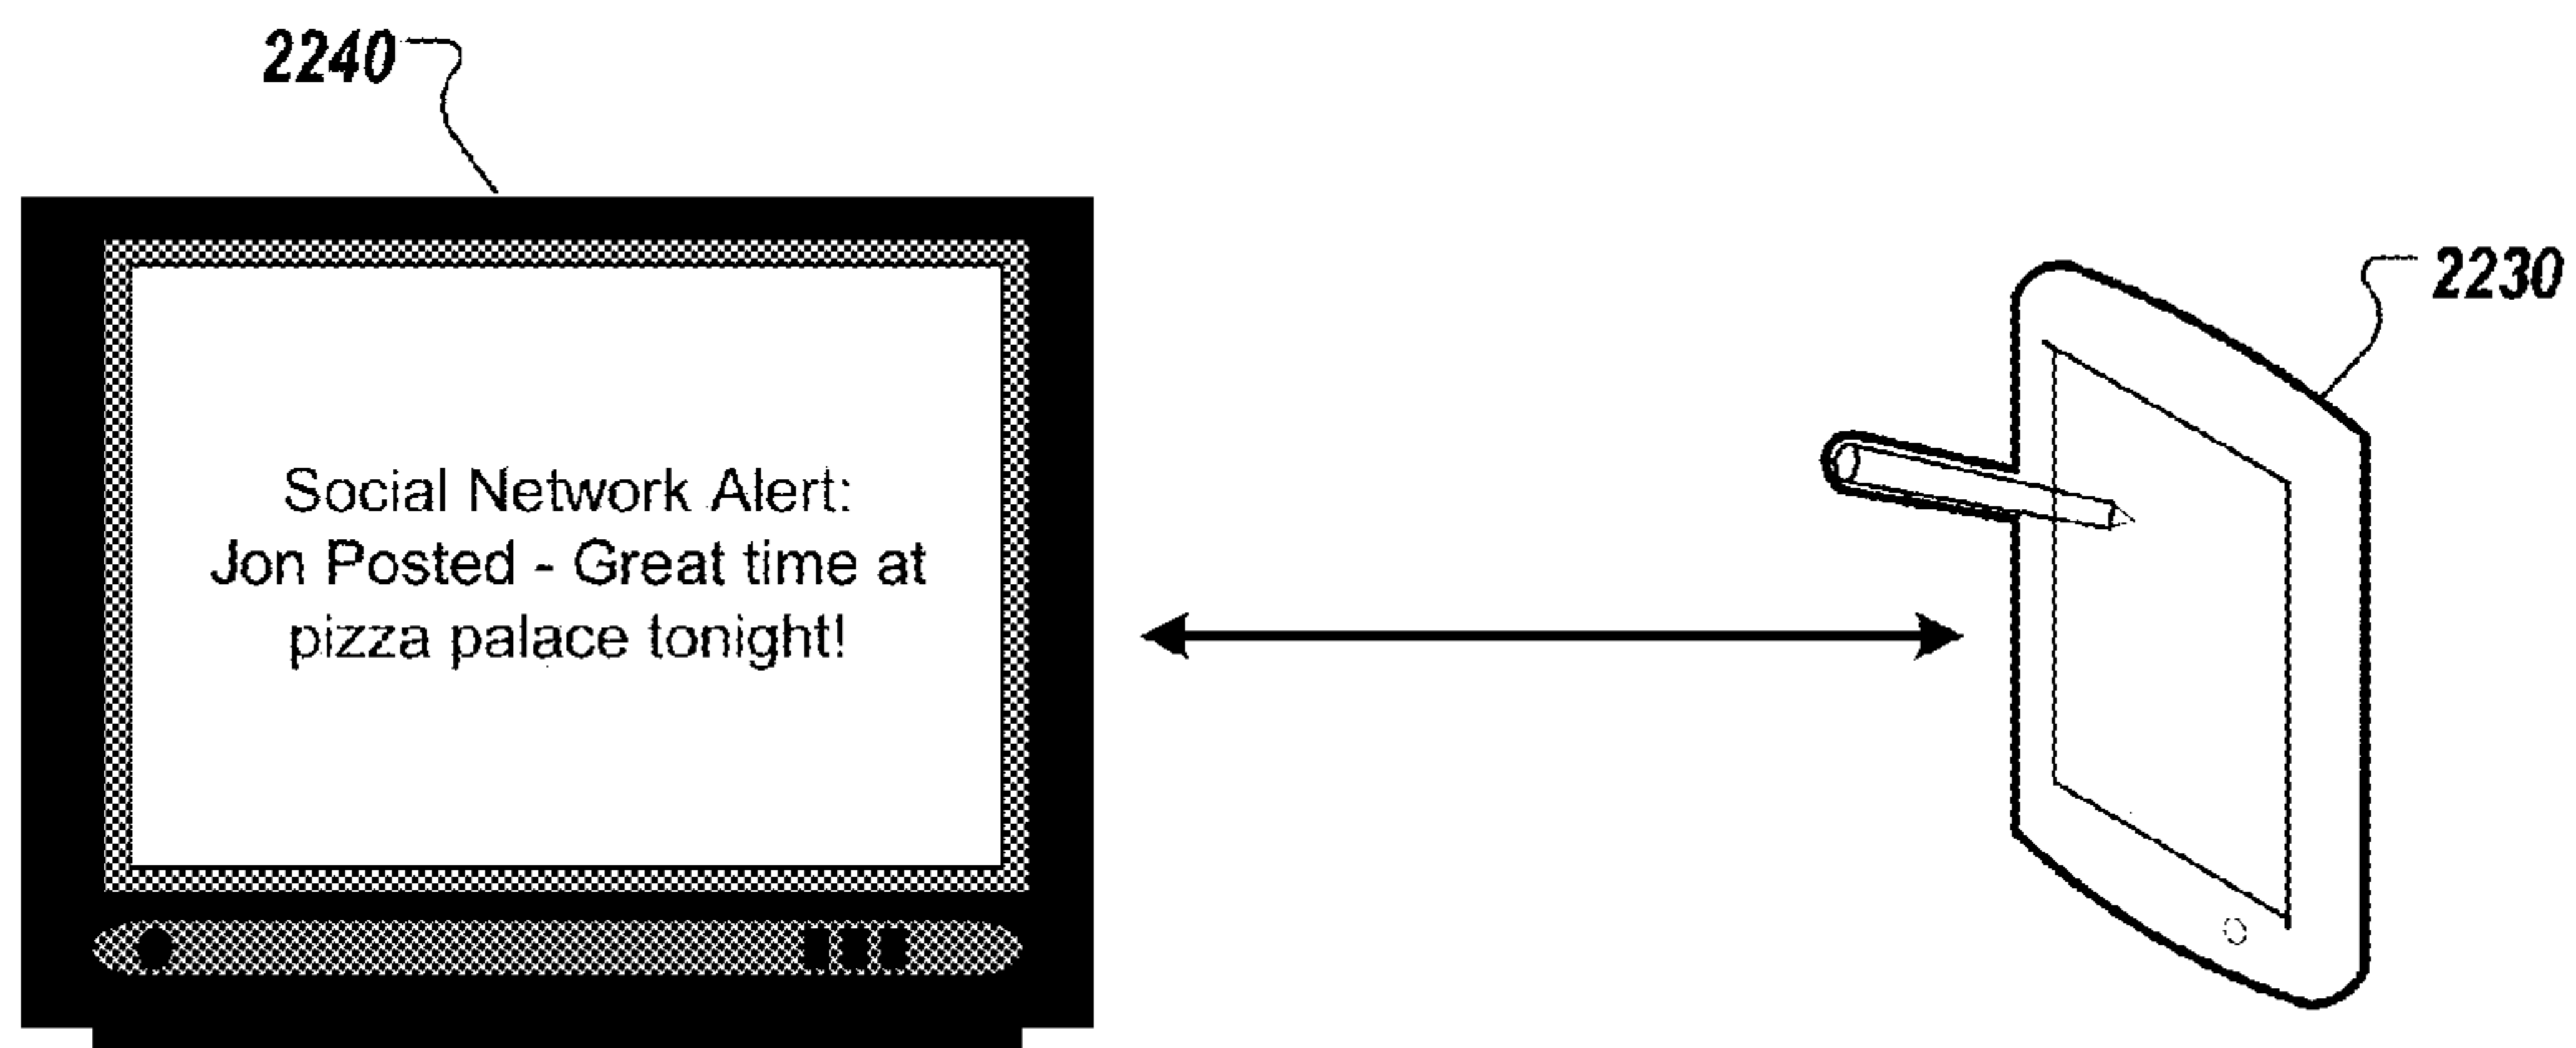 2240
2230
Social Network Alert:
Jon Posted - Great time at
pizza palace tonight!